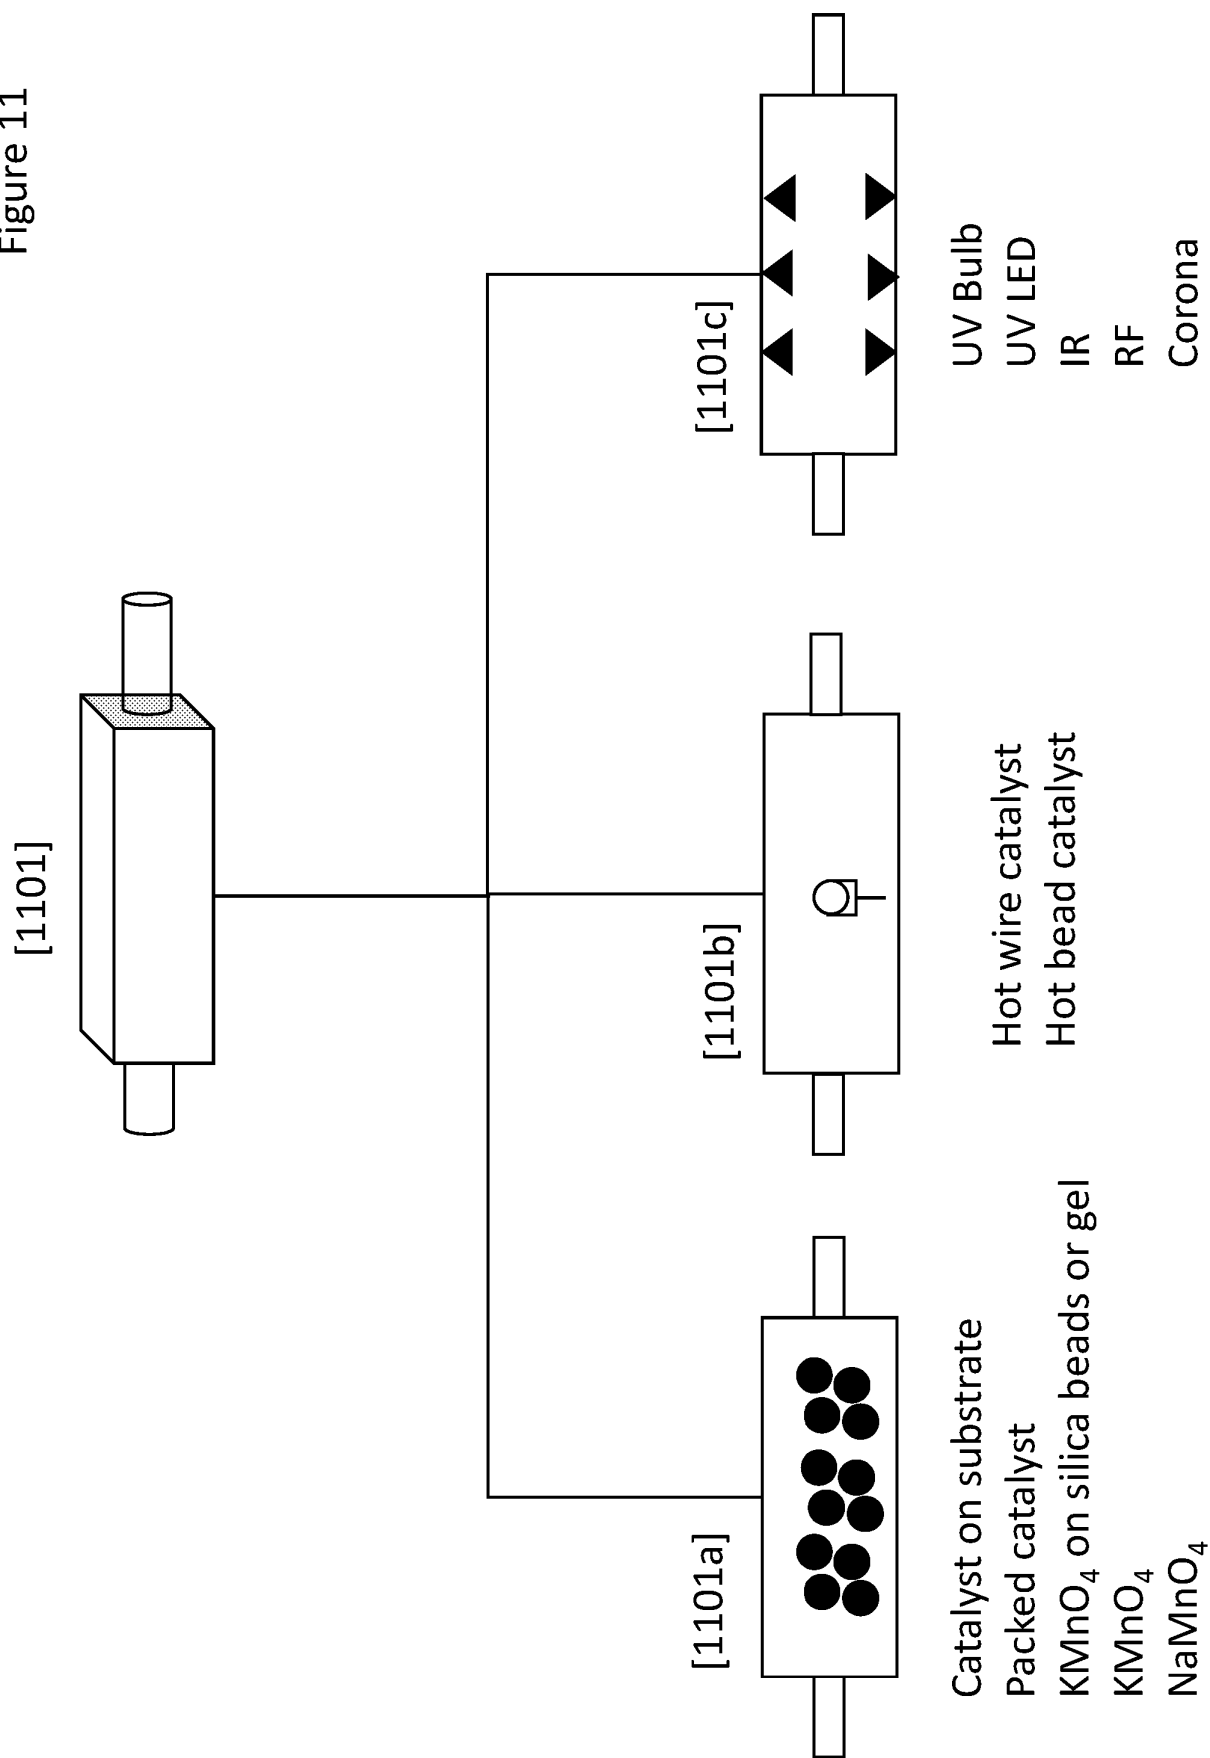 Figure 11
[1101]
[1101a]
[1101b]
[1101c]
Catalyst on substrate
Packed catalyst
KMnO₄ on silica beads or gel
KMnO₄
NaMnO₄
Hot wire catalyst
Hot bead catalyst
UV Bulb
UV LED
IR
RF
Corona